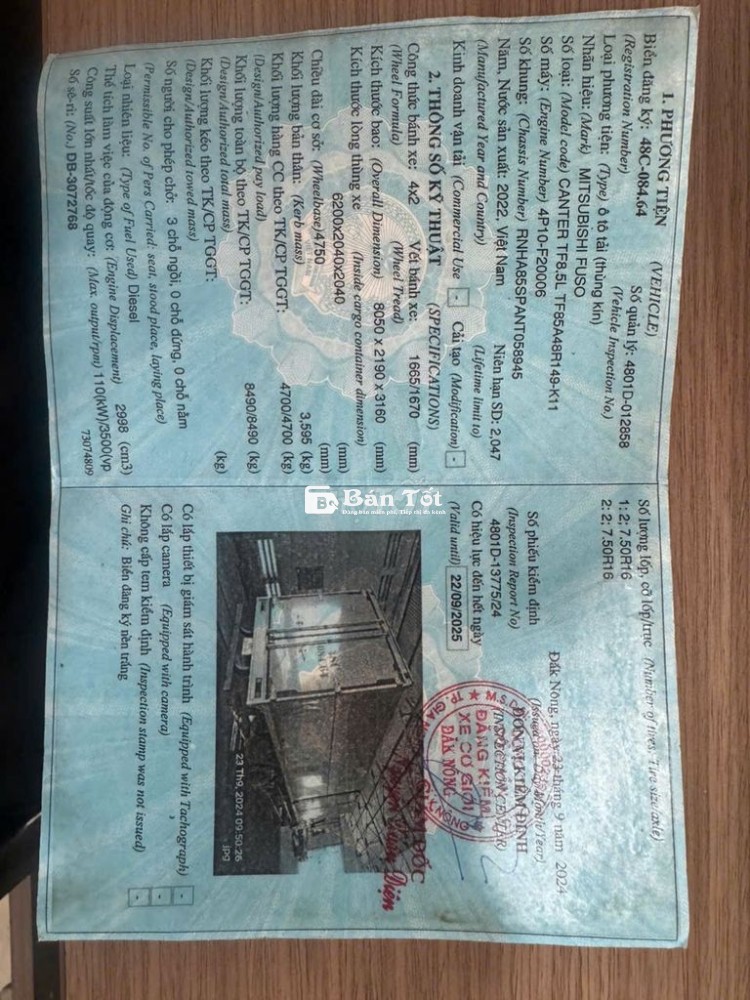 1. PHƯƠNG TIỆN (VEHICLE)
Biển đăng ký: 48C-084.64 Số quản lý: 4801D-012858
(Registration Number) (Vehicle Inspection No.)
Loại phương tiện: (Type) ô tô tải (thùng kín)
Nhãn hiệu: (Mark) MITSUBISHI FUSO
Số loại: (Model code) CANTER TF8.5L TF85A48R149-K11
Số máy: (Engine Number) 4P10-F20006
Số khung: (Chassis Number) RNHA85SPANT058945
Năm, Nước sản xuất: 2022, Việt Nam Niên hạn SD: 2.047
(Manufactured Year and Country) (Lifetime limit to)
Kinh doanh vận tải (Commercial Use) - Cải tạo (Modification) -
2. THÔNG SỐ KỸ THUẬT (SPECIFICATIONS)
Công thức bánh xe: 4x2 Vết bánh xe: 1665/1670 (mm)
(Wheel Formula) (Wheel Tread)
Kích thước bao: (Overall Dimension) 8050 x 2190 x 3160 (mm)
Kích thước lòng thùng xe (Inside cargo container dimension)
6200x2040x2040 (mm)
Chiều dài cơ sở: (Wheelbase) 4750 (mm)
Khối lượng bản thân: (Kerb mass) 3,595 (kg)
Khối lượng hàng CC theo TK/CP TGGT: 4700/4700 (kg)
(Design/Authorized pay load)
Khối lượng toàn bộ theo TK/CP TGGT: 8490/8490 (kg)
(Design/Authorized total mass)
Khối lượng kéo theo TK/CP TGGT: (kg)
(Design/Authorized towed mass)
Số người cho phép chở: 3 chỗ ngồi, 0 chỗ đứng, 0 chỗ nằm
(Permissible No. of Pers Carried: seat, stood place, laying place)
Loại nhiên liệu: (Type of Fuel Used) Diesel
Thể tích làm việc của động cơ: (Engine Displacement) 2998 (cm3)
Công suất lớn nhất/tốc độ quay: (Max. output/rpm) 110(kW)/3500(vp
Số sê-ri: (No.) DB-3072768 73074809
Số lượng lốp, cỡ lốp/trục (Number of tires; Tire size/axle)
1: 2; 7.50R16
2: 2; 7.50R16
Số phiếu kiểm định
(Inspection Report No)
4801D-13775/24
Có hiệu lực đến hết ngày
(Valid until) 22/09/2025
Đắk Nông, ngày 23 tháng 9 năm 2024
ĐƠN VỊ KIỂM ĐỊNH
(INSPECTION CENTER)
ĐĂNG KIỂM
XE CƠ GIỚI
ĐẮK NÔNG
23 Th9, 2024 09:50:26
.jpg
Có lắp thiết bị giám sát hành trình (Equipped with Tachograph) -
Có lắp camera (Equipped with camera) -
Không cấp tem kiểm định (Inspection stamp was not issued) -
Ghi chú: Biển đăng ký nền trắng
Bán Tốt